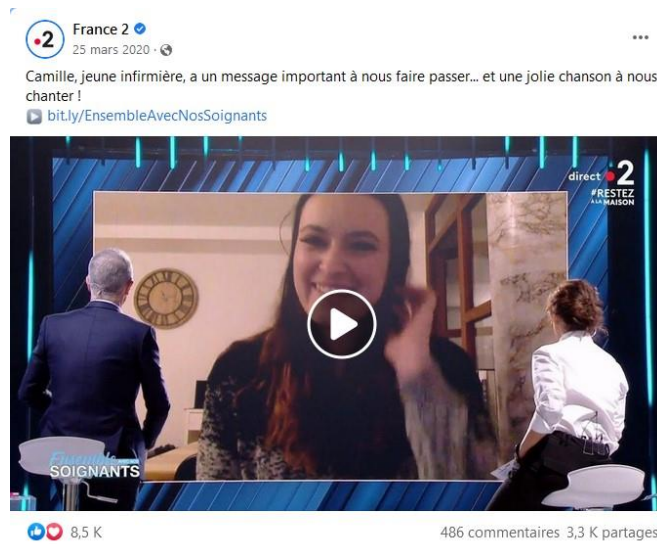 France 2
25 mars 2020 ·
Camille, jeune infirmière, a un message important à nous faire passer... et une jolie chanson à nous
chanter !
bit.ly/EnsembleAvecNosSoignants
direct 2
#RESTEZ
À LA MAISON
Ensemble
SOIGNANTS
8,5 K
486 commentaires 3,3 K partages